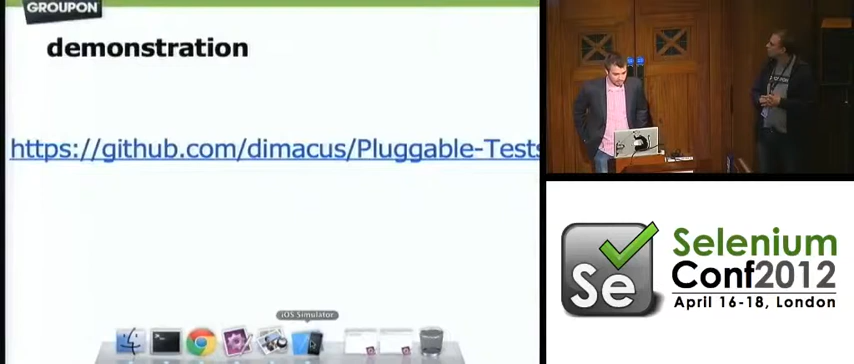 GROUPON
demonstration
https://github.com/dimacus/Pluggable-Tests
iOS Simulator
Se
Selenium
Conf2012
April 16-18, London